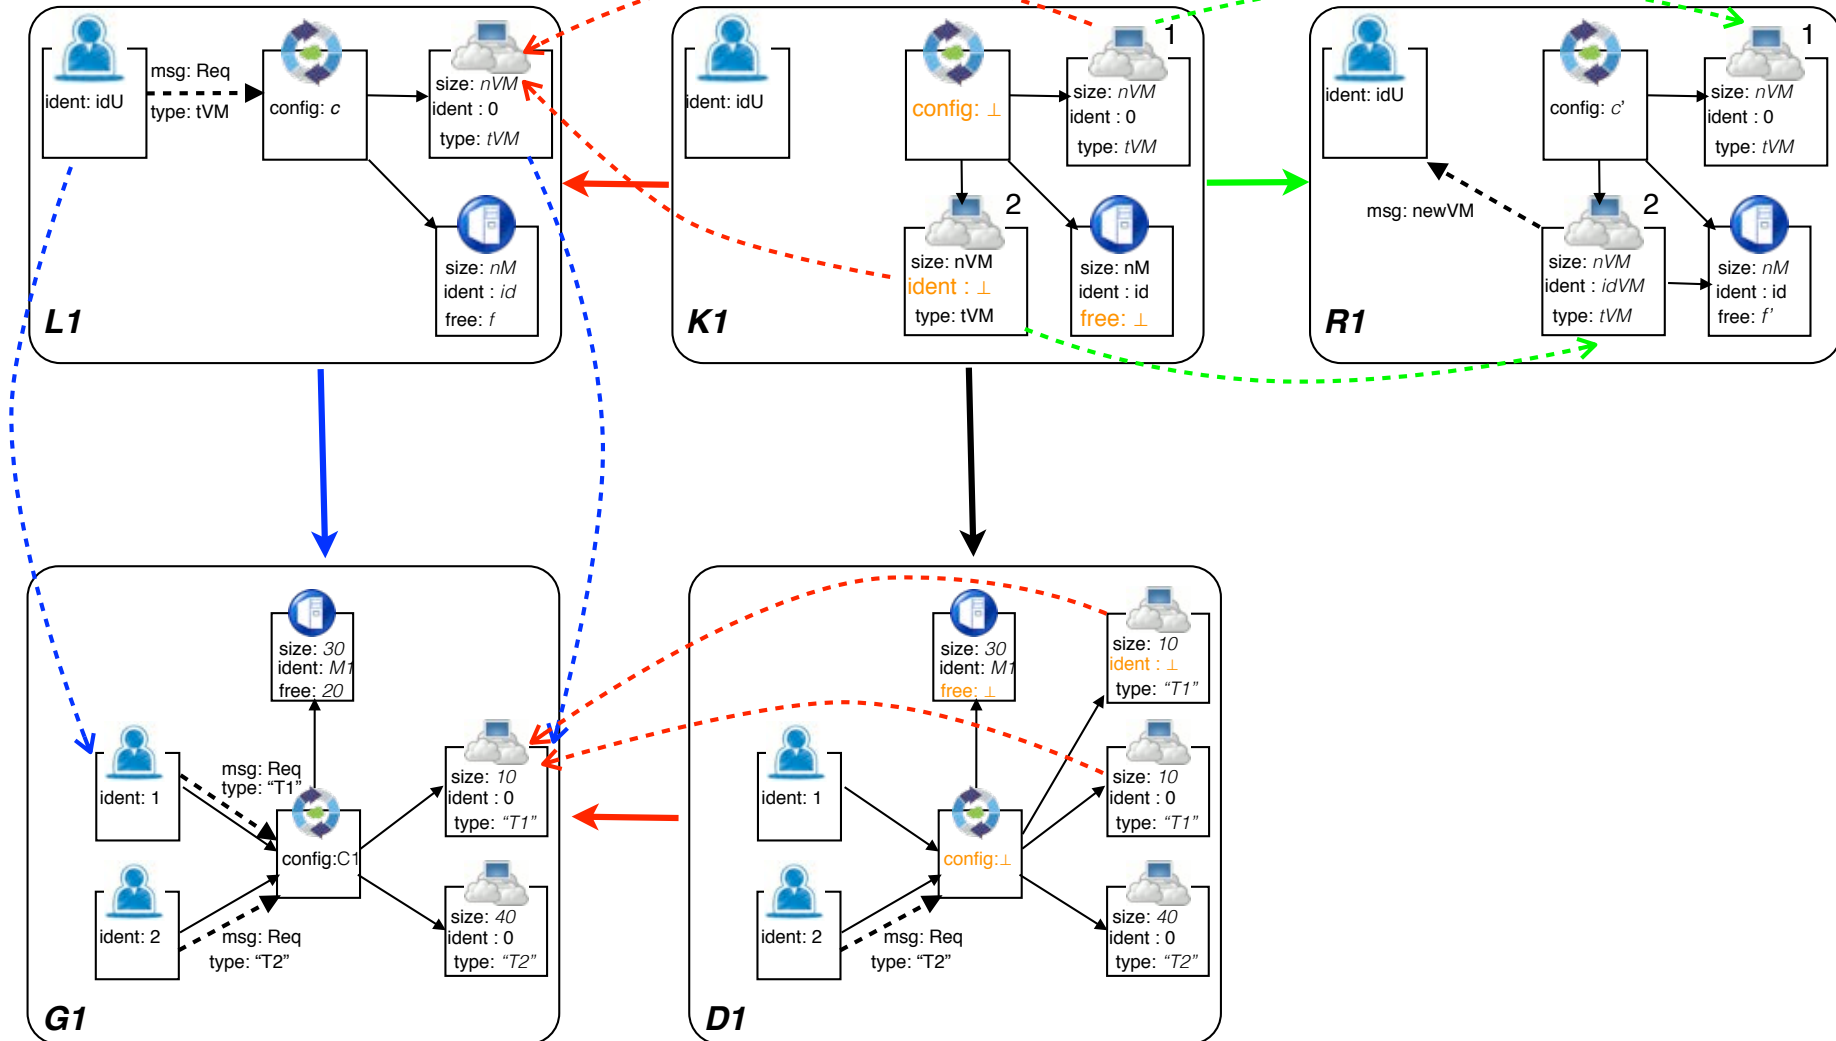 msg: Req
type: tVM
ident: idU
config: c
size: nVM
ident : 0
type: tVM
size: nM
ident : id
free: f
L1
ident: idU
config: ⊥
1
size: nVM
ident : 0
type: tVM
2
size: nVM
ident : ⊥
type: tVM
size: nM
ident : id
free: ⊥
K1
ident: idU
config: c'
1
size: nVM
ident : 0
type: tVM
msg: newVM
2
size: nVM
ident : idVM
type: tVM
size: nM
ident : id
free: f'
R1
size: 30
ident: M1
free: 20
ident: 1
msg: Req
type: “T1”
config:C1
size: 10
ident : 0
type: “T1”
ident: 2
msg: Req
type: “T2”
size: 40
ident : 0
type: “T2”
G1
size: 30
ident: M1
free: ⊥
size: 10
ident : ⊥
type: “T1”
ident: 1
config:⊥
size: 10
ident : 0
type: “T1”
ident: 2
msg: Req
type: “T2”
size: 40
ident : 0
type: “T2”
D1